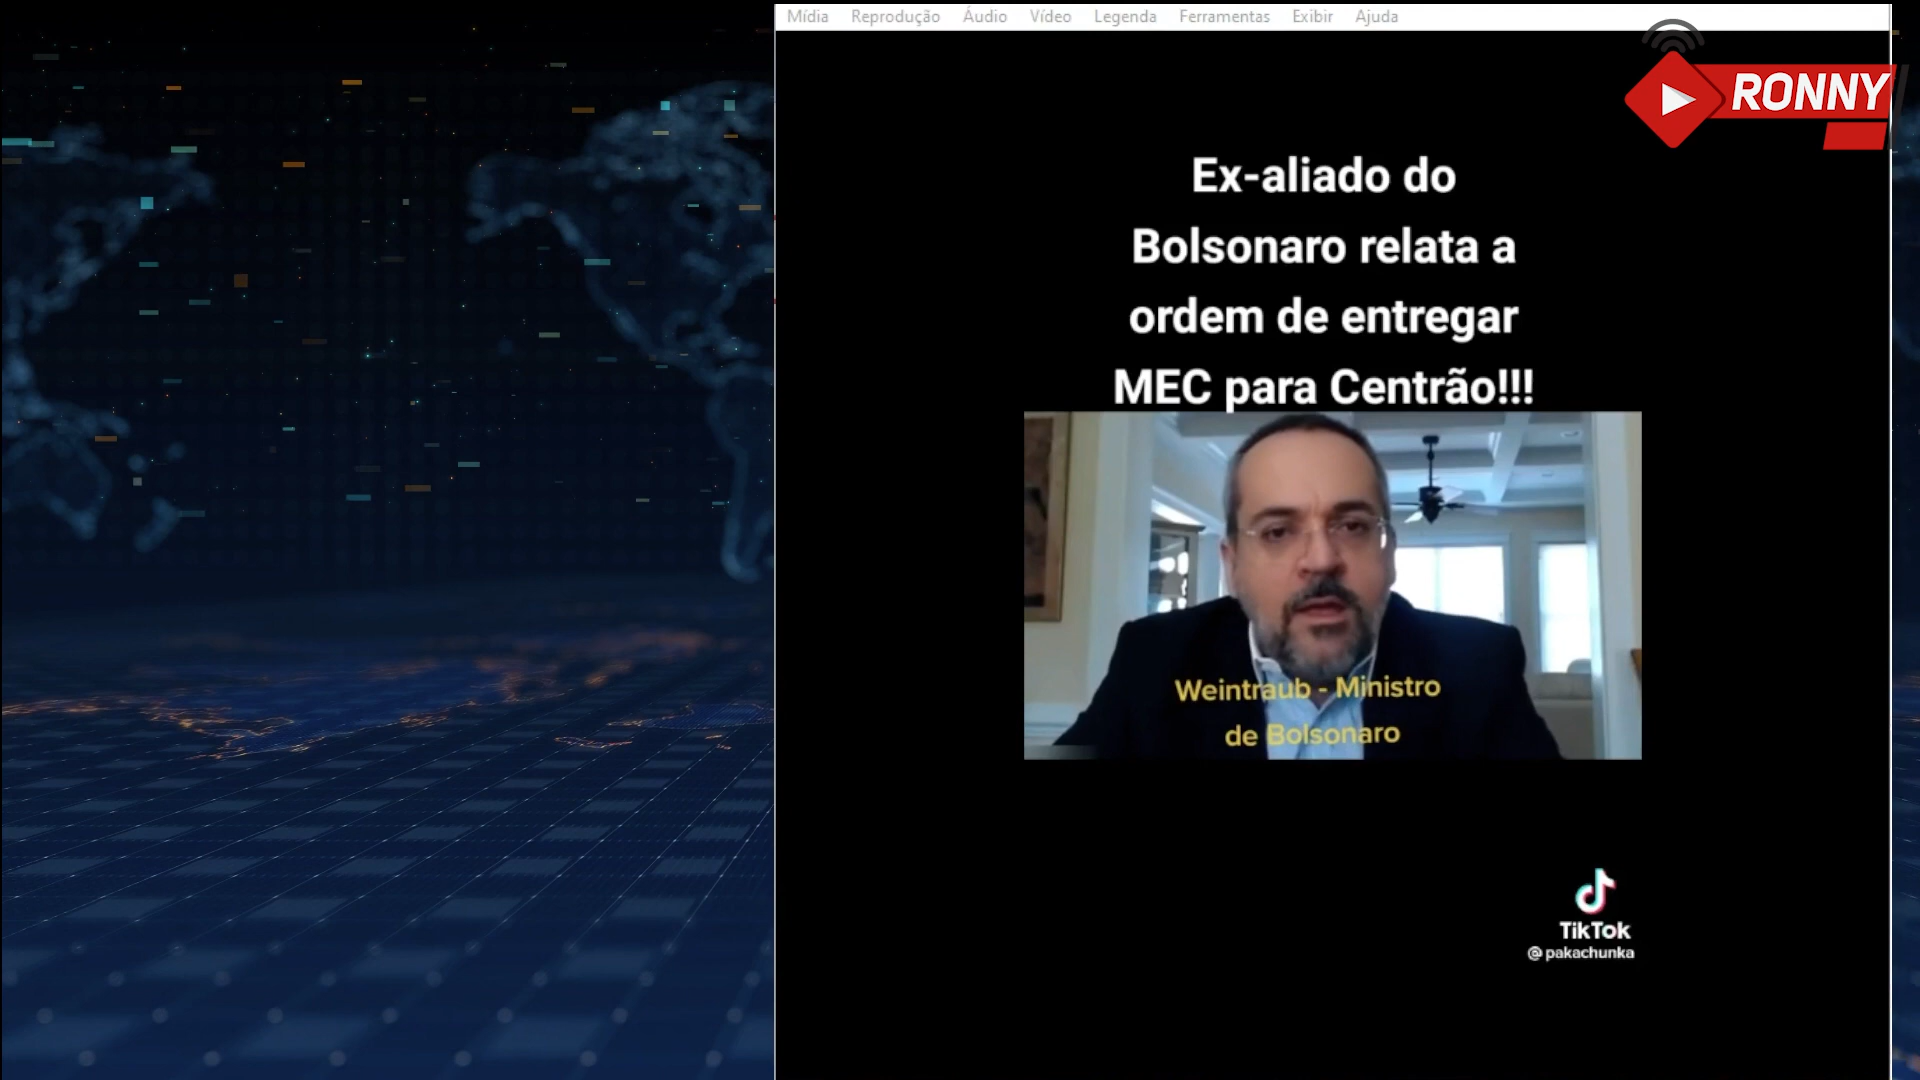 Mídia Reprodução Áudio Vídeo Legenda Ferramentas Exibir Ajuda
RONNY
Ex-aliado do
Bolsonaro relata a
ordem de entregar
MEC para Centrão!!!
Weintraub - Ministro
de Bolsonaro
TikTok
@pakachunka